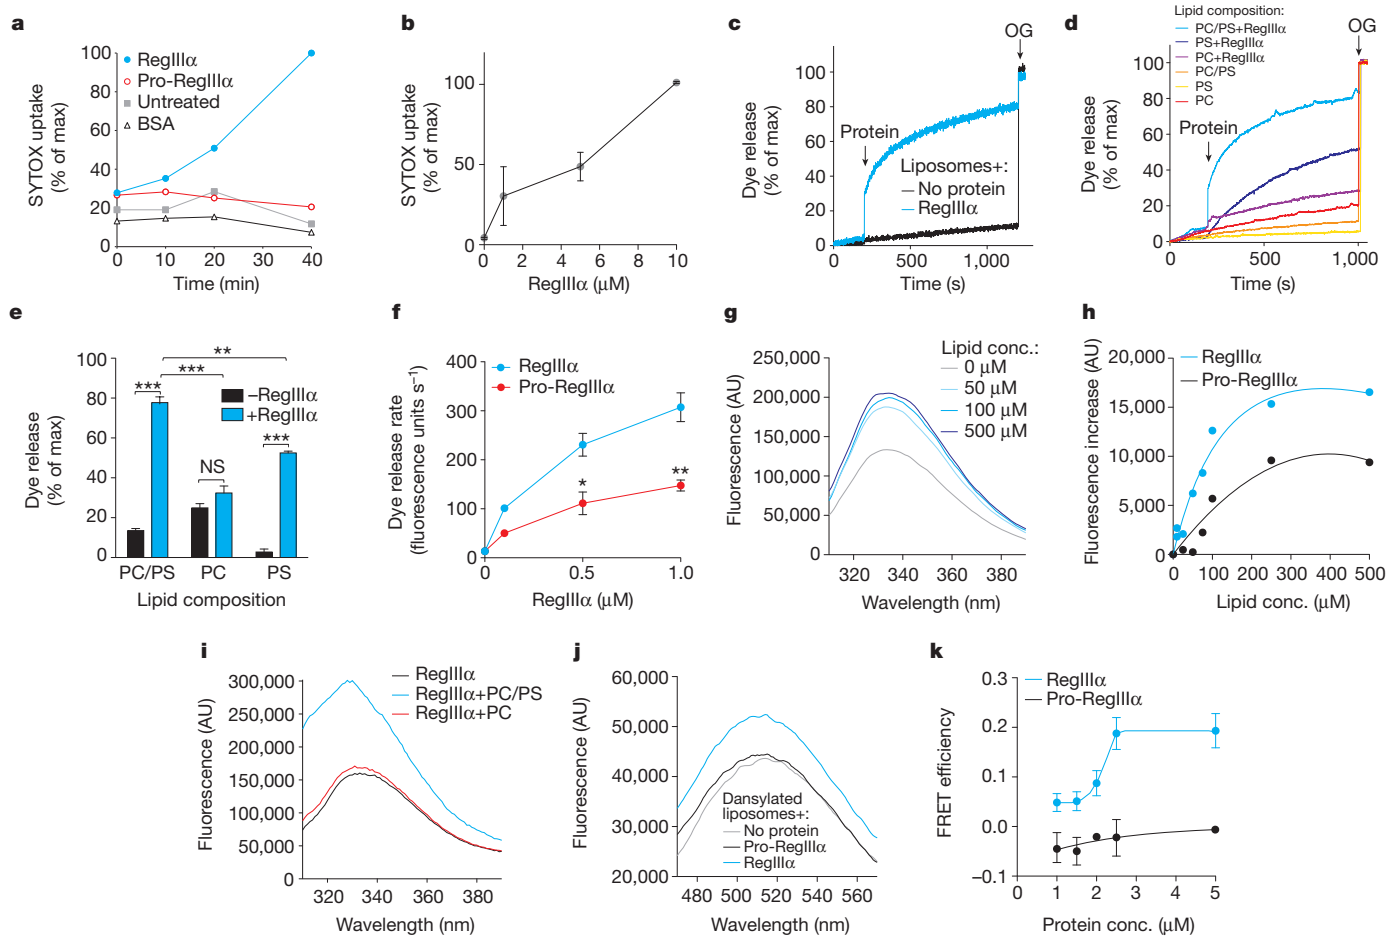 a
SYTOX uptake
(% of max)
100
80
60
40
20
0
RegIIIα
Pro-RegIIIα
Untreated
BSA
0 10 20 30 40
Time (min)
b
SYTOX uptake
(% of max)
100
50
0
0 2 4 6 8 10
RegIIIα (μM)
c
Dye release
(% of max)
100
80
60
40
20
0
OG
Protein
Liposomes+:
No protein
RegIIIα
0 500 1,000
Time (s)
d
Lipid composition:
PC/PS+RegIIIα
PS+RegIIIα
PC+RegIIIα
PC/PS
PS
PC
OG
Dye release
(% of max)
100
80
60
40
20
0
Protein
0 500 1,000
Time (s)
e
Dye release
(% of max)
100
80
60
40
20
0
**
***
***
NS
***
–RegIIIα
+RegIIIα
PC/PS PC PS
Lipid composition
f
Dye release rate
(fluorescence units s⁻¹)
400
300
200
100
0
RegIIIα
Pro-RegIIIα
*
**
0 0.5 1.0
RegIIIα (μM)
g
Fluorescence (AU)
250,000
200,000
150,000
100,000
50,000
0
Lipid conc.:
0 μM
50 μM
100 μM
500 μM
320 340 360 380
Wavelength (nm)
h
Fluorescence increase (AU)
20,000
15,000
10,000
5,000
0
RegIIIα
Pro-RegIIIα
0 100 200 300 400 500
Lipid conc. (μM)
i
Fluorescence (AU)
300,000
250,000
200,000
150,000
100,000
50,000
0
RegIIIα
RegIIIα+PC/PS
RegIIIα+PC
320 340 360 380
Wavelength (nm)
j
Fluorescence (AU)
60,000
50,000
40,000
30,000
20,000
Dansylated
liposomes+:
No protein
Pro-RegIIIα
RegIIIα
480 500 520 540 560
Wavelength (nm)
k
FRET efficiency
0.3
0.2
0.1
0.0
–0.1
RegIIIα
Pro-RegIIIα
0 1 2 3 4 5
Protein conc. (μM)